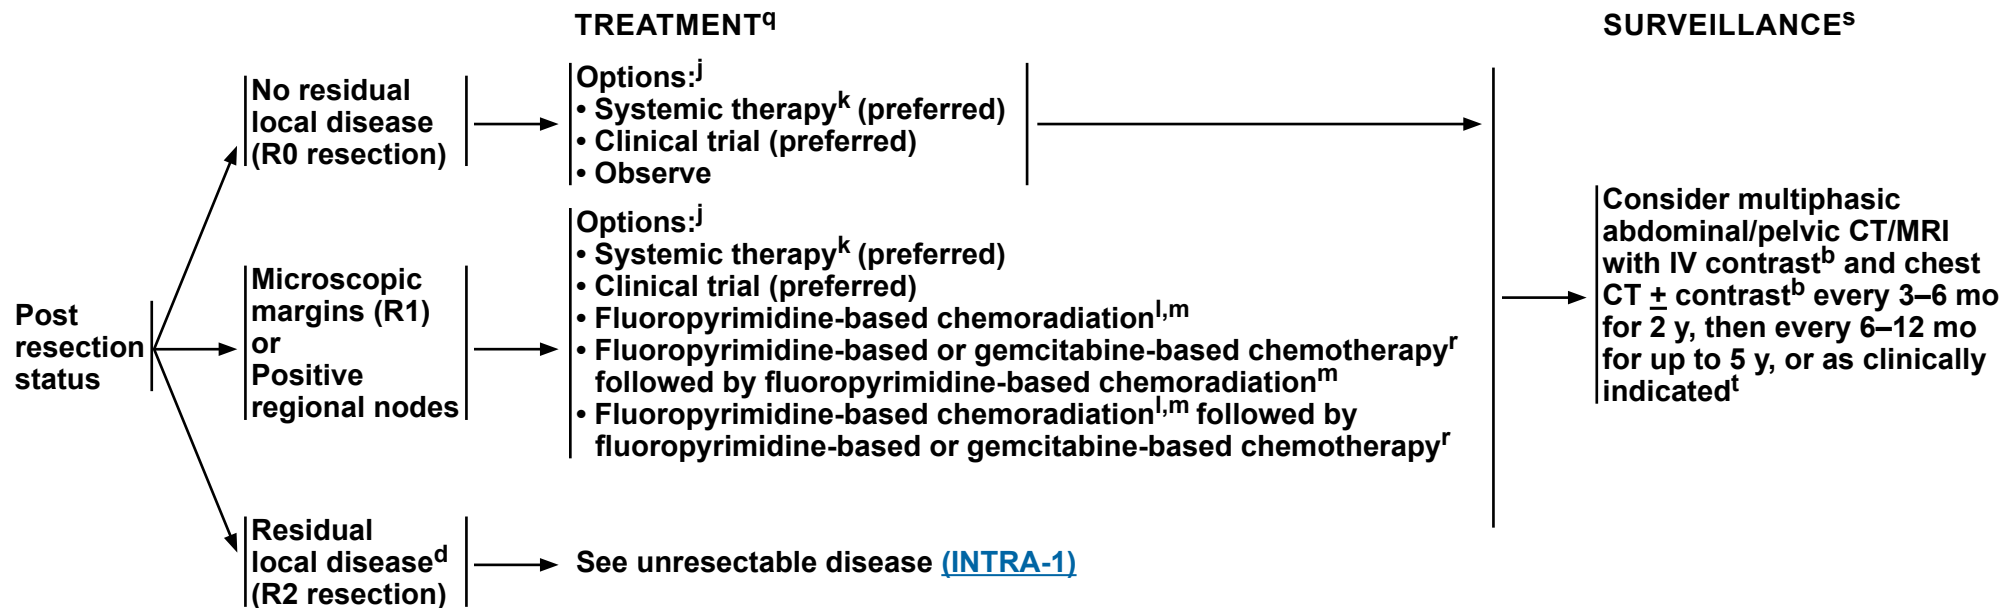 TREATMENTq
SURVEILLANCEs
Post
resection
status
No residual
local disease
(R0 resection)
Options:j
• Systemic therapyk (preferred)
• Clinical trial (preferred)
• Observe
Microscopic
margins (R1)
or
Positive
regional nodes
Options:j
• Systemic therapyk (preferred)
• Clinical trial (preferred)
• Fluoropyrimidine-based chemoradiationl,m
• Fluoropyrimidine-based or gemcitabine-based chemotherapyr
followed by fluoropyrimidine-based chemoradiationm
• Fluoropyrimidine-based chemoradiationl,m followed by
fluoropyrimidine-based or gemcitabine-based chemotherapyr
Residual
local diseased
(R2 resection)
See unresectable disease (INTRA-1)
Consider multiphasic
abdominal/pelvic CT/MRI
with IV contrastb and chest
CT ± contrastb every 3–6 mo
for 2 y, then every 6–12 mo
for up to 5 y, or as clinically
indicatedt